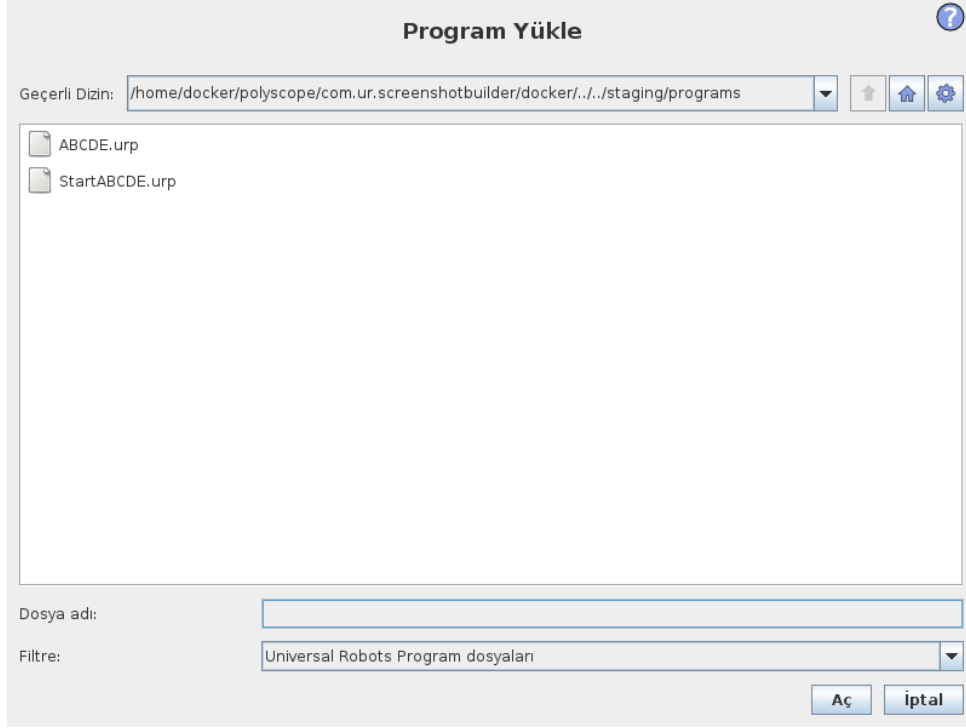 Program Yükle
?
Geçerli Dizin: /home/docker/polyscope/com.ur.screenshotbuilder/docker/../../staging/programs
ABCDE.urp
StartABCDE.urp
Dosya adı:
Filtre: Universal Robots Program dosyaları
Aç İptal